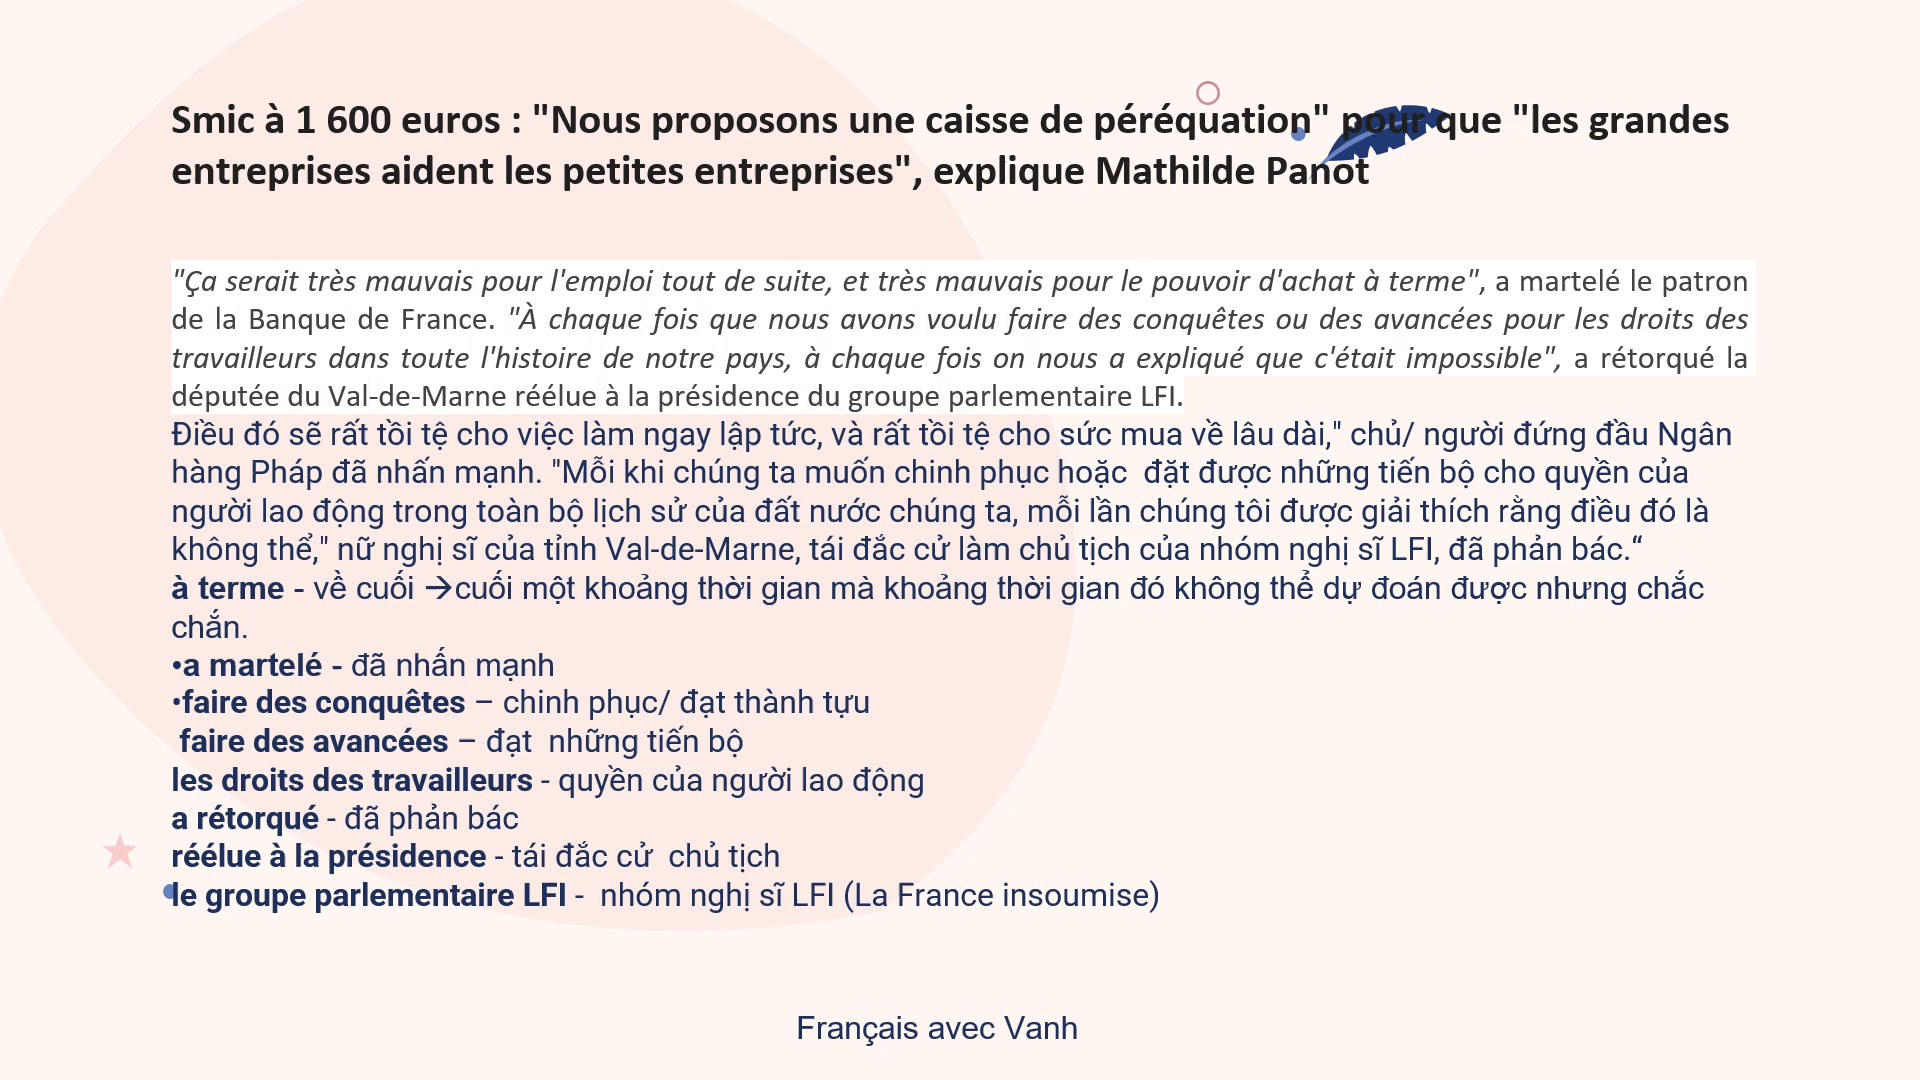 Smic à 1 600 euros : "Nous proposons une caisse de péréquation" pour que "les grandes
entreprises aident les petites entreprises", explique Mathilde Panot
"Ça serait très mauvais pour l'emploi tout de suite, et très mauvais pour le pouvoir d'achat à terme", a martelé le patron
de la Banque de France. "À chaque fois que nous avons voulu faire des conquêtes ou des avancées pour les droits des
travailleurs dans toute l'histoire de notre pays, à chaque fois on nous a expliqué que c'était impossible", a rétorqué la
députée du Val-de-Marne réélue à la présidence du groupe parlementaire LFI.
Điều đó sẽ rất tồi tệ cho việc làm ngay lập tức, và rất tồi tệ cho sức mua về lâu dài," chủ/ người đứng đầu Ngân
hàng Pháp đã nhấn mạnh. "Mỗi khi chúng ta muốn chinh phục hoặc  đặt được những tiến bộ cho quyền của
người lao động trong toàn bộ lịch sử của đất nước chúng ta, mỗi lần chúng tôi được giải thích rằng điều đó là
không thể," nữ nghị sĩ của tỉnh Val-de-Marne, tái đắc cử làm chủ tịch của nhóm nghị sĩ LFI, đã phản bác.“
à terme - về cuối →cuối một khoảng thời gian mà khoảng thời gian đó không thể dự đoán được nhưng chắc
chắn.
•a martelé - đã nhấn mạnh
•faire des conquêtes – chinh phục/ đạt thành tựu
faire des avancées – đạt  những tiến bộ
les droits des travailleurs - quyền của người lao động
a rétorqué - đã phản bác
réélue à la présidence - tái đắc cử  chủ tịch
le groupe parlementaire LFI -  nhóm nghị sĩ LFI (La France insoumise)
Français avec Vanh